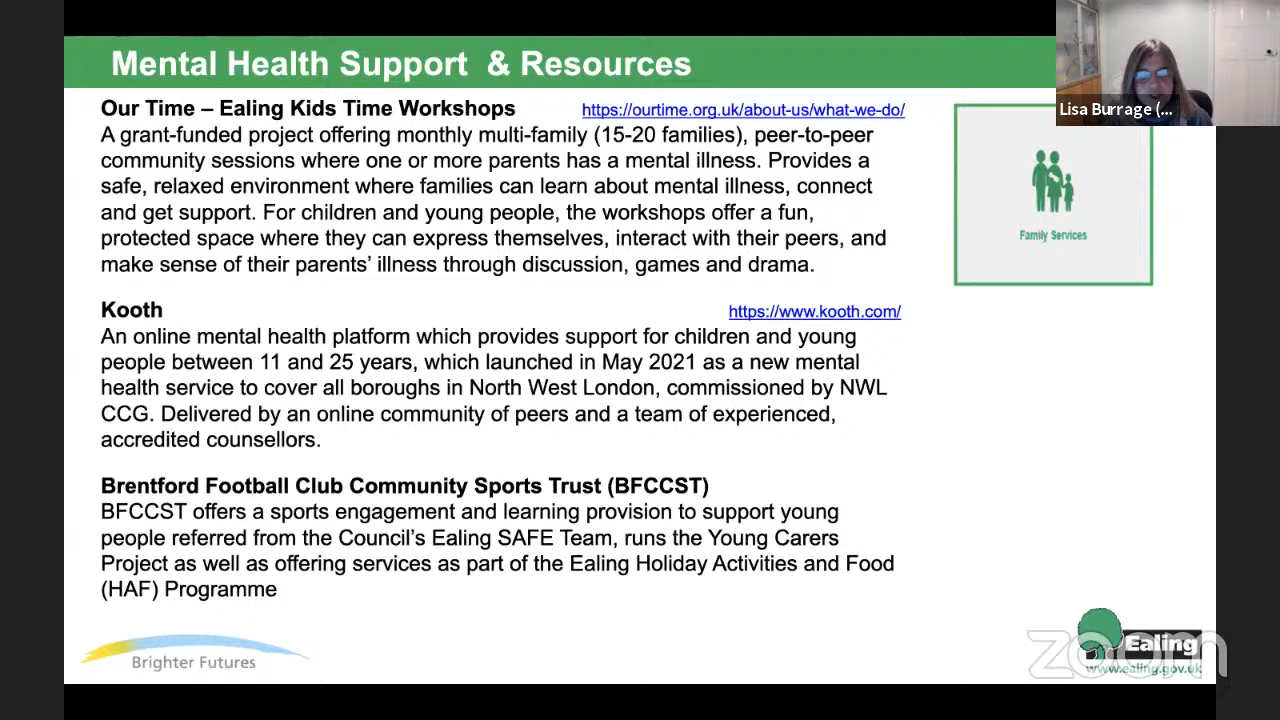 Mental Health Support & Resources
Lisa Burrage (...
Our Time – Ealing Kids Time Workshops https://ourtime.org.uk/about-us/what-we-do/
A grant-funded project offering monthly multi-family (15-20 families), peer-to-peer
community sessions where one or more parents has a mental illness. Provides a
safe, relaxed environment where families can learn about mental illness, connect
and get support. For children and young people, the workshops offer a fun,
protected space where they can express themselves, interact with their peers, and
make sense of their parents’ illness through discussion, games and drama.
Family Services
Kooth https://www.kooth.com/
An online mental health platform which provides support for children and young
people between 11 and 25 years, which launched in May 2021 as a new mental
health service to cover all boroughs in North West London, commissioned by NWL
CCG. Delivered by an online community of peers and a team of experienced,
accredited counsellors.
Brentford Football Club Community Sports Trust (BFCCST)
BFCCST offers a sports engagement and learning provision to support young
people referred from the Council’s Ealing SAFE Team, runs the Young Carers
Project as well as offering services as part of the Ealing Holiday Activities and Food
(HAF) Programme
Brighter Futures
Ealing
www.ealing.gov.uk
zoom